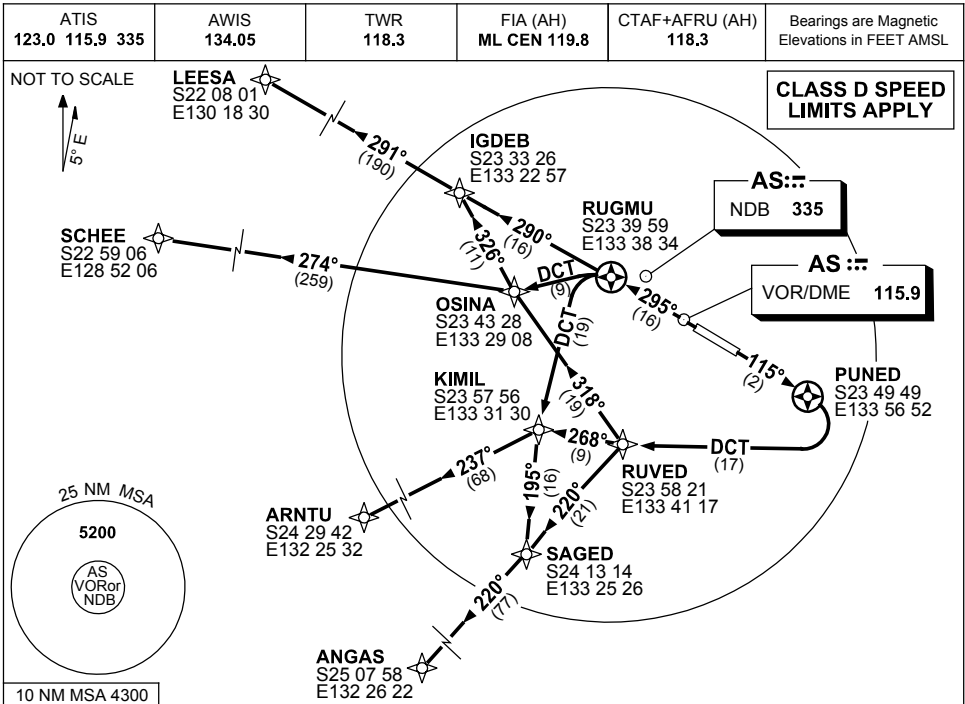 ATIS
123.0 115.9 335
AWIS
134.05
TWR
118.3
FIA (AH)
ML CEN 119.8
CTAF+AFRU (AH)
118.3
Bearings are Magnetic
Elevations in FEET AMSL
NOT TO SCALE
5° E
CLASS D SPEED
LIMITS APPLY
LEESA
S22 08 01
E130 18 30
291°
(190)
IGDEB
S23 33 26
E133 22 57
290°
(16)
RUGMU
S23 39 59
E133 38 34
AS
NDB 335
SCHEE
S22 59 06
E128 52 06
274°
(259)
326°
(11)
DCT
(9)
AS
VOR/DME 115.9
295°
(16)
OSINA
S23 43 28
E133 29 08
DCT
(19)
115°
(2)
PUNED
S23 49 49
E133 56 52
KIMIL
S23 57 56
E133 31 30
318°
(19)
268°
(9)
DCT
(17)
RUVED
S23 58 21
E133 41 17
237°
(68)
195°
(16)
220°
(21)
ARNTU
S24 29 42
E132 25 32
SAGED
S24 13 14
E133 25 26
220°
(77)
ANGAS
S25 07 58
E132 26 22
25 NM MSA
5200
AS
VORor
NDB
10 NM MSA 4300